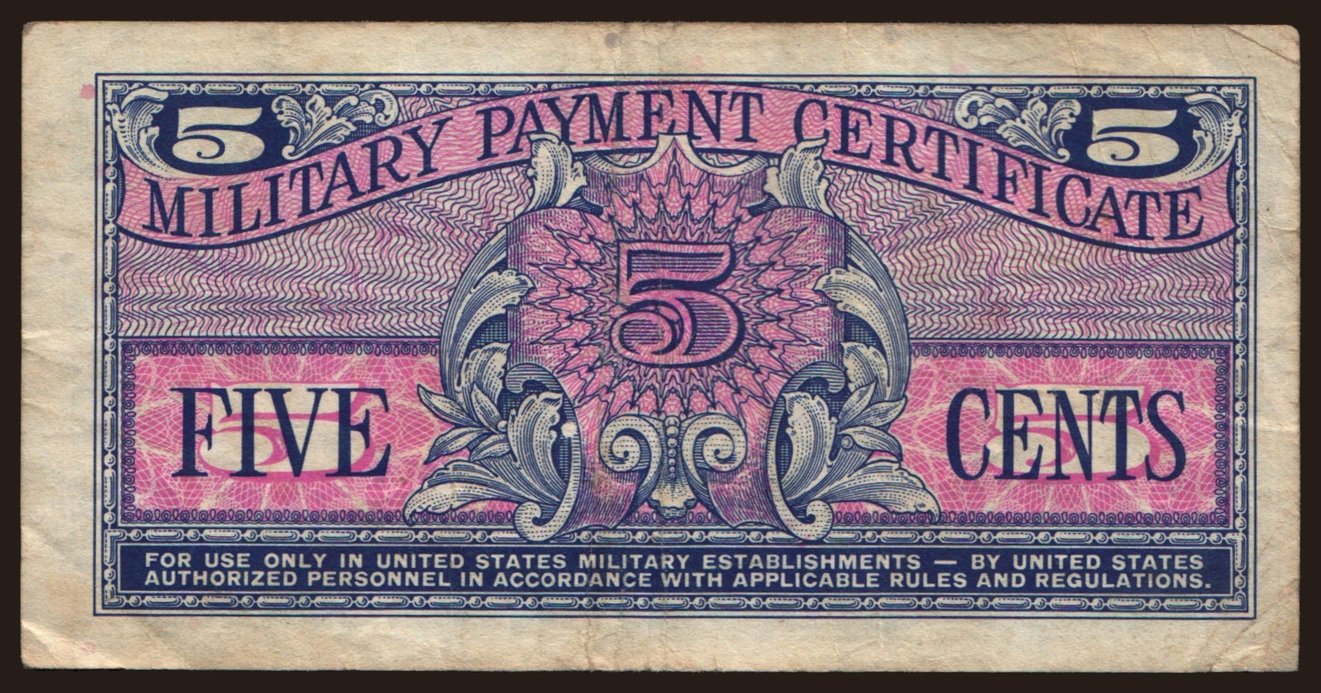 5 5
MILITARY PAYMENT CERTIFICATE
5
FIVE CENTS
FOR USE ONLY IN UNITED STATES MILITARY ESTABLISHMENTS — BY UNITED STATES
AUTHORIZED PERSONNEL IN ACCORDANCE WITH APPLICABLE RULES AND REGULATIONS.